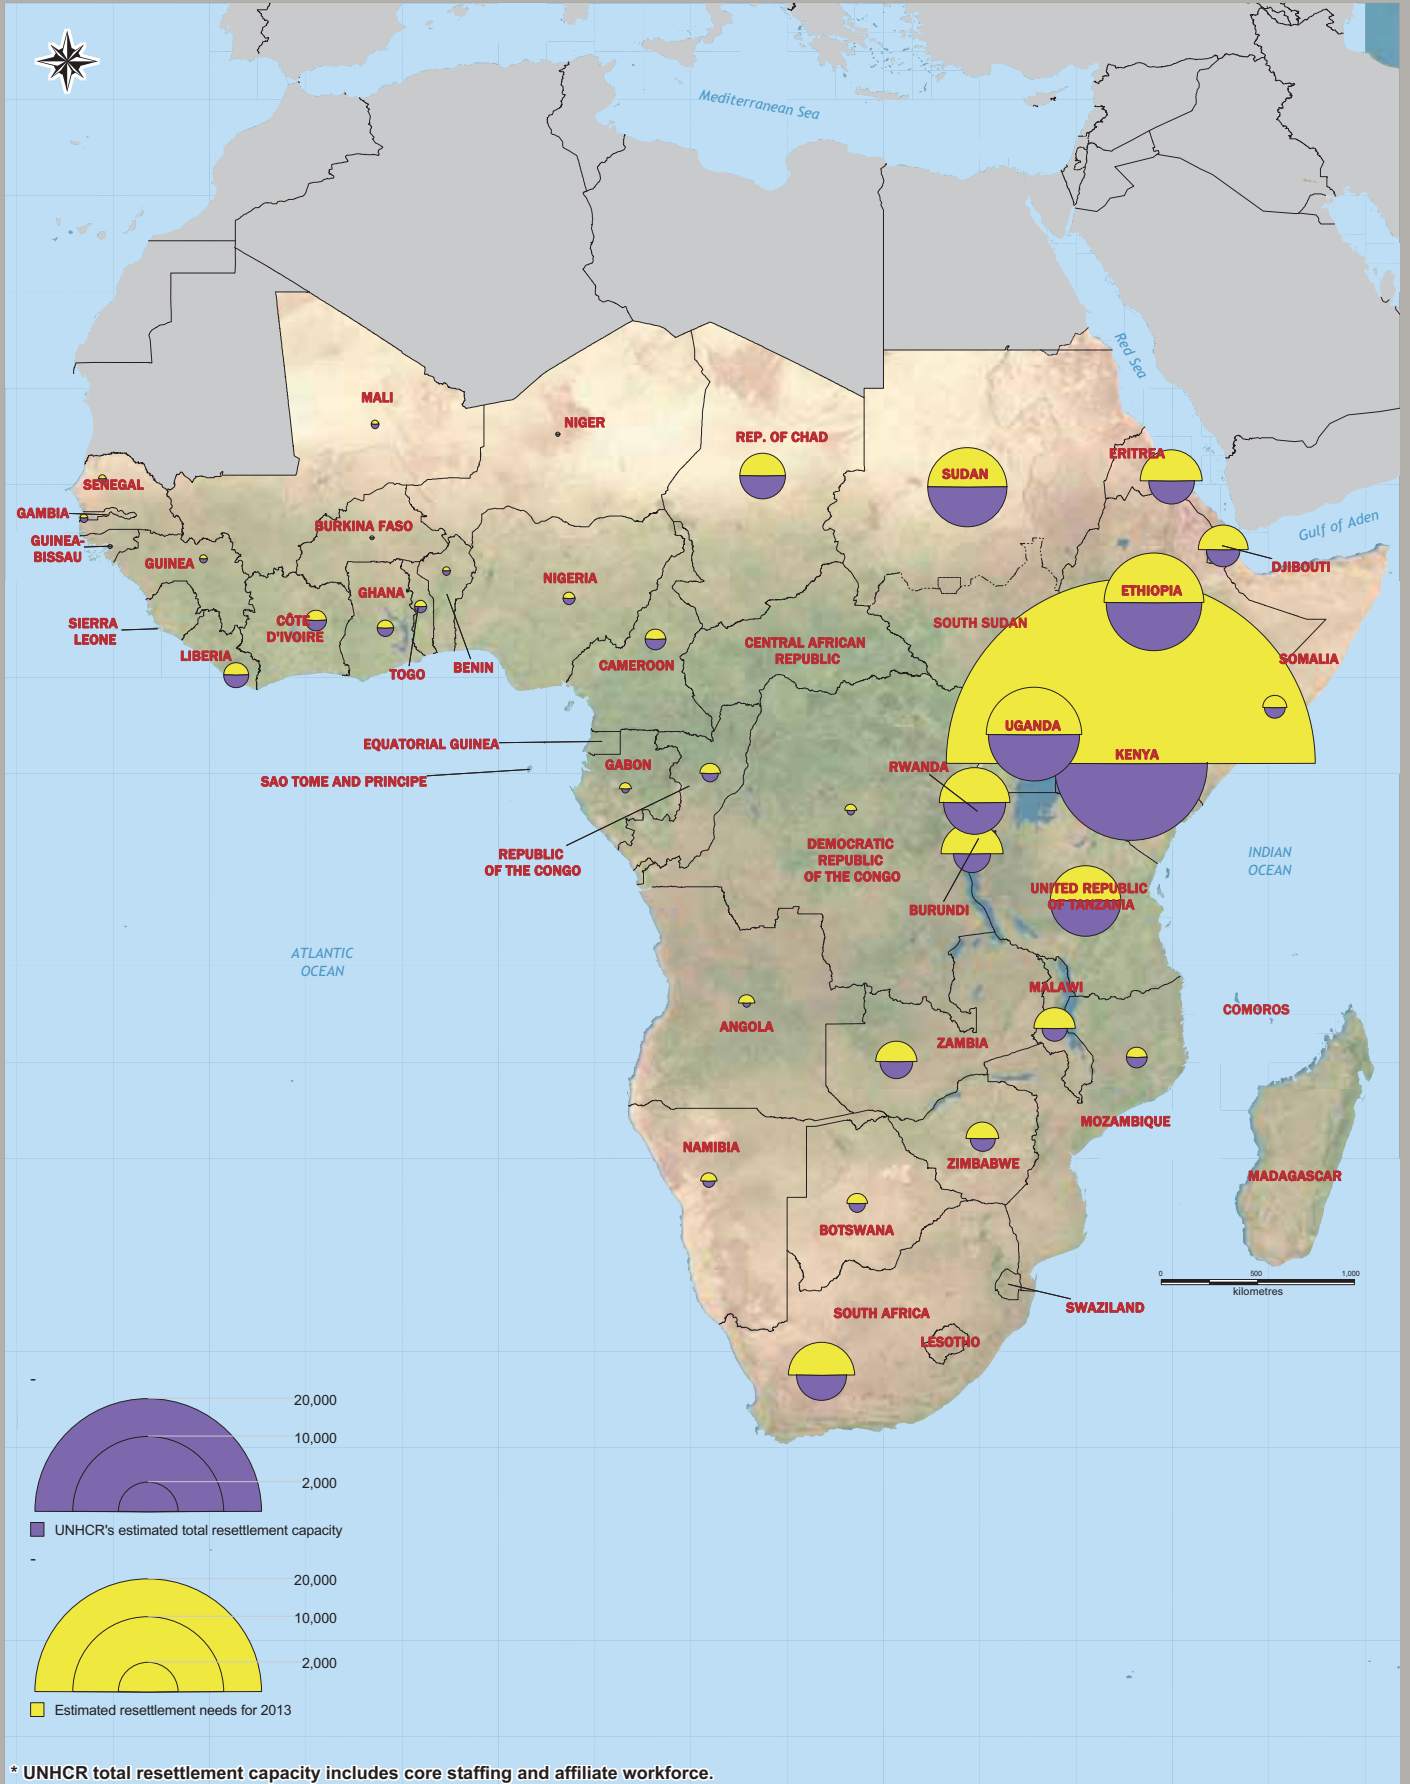 Mediterranean Sea
Red Sea
MALI
NIGER
REP. OF CHAD
SUDAN
ERITREA
SENEGAL
GAMBIA
Gulf of Aden
BURKINA FASO
GUINEA-
BISSAU
GUINEA
DJIBOUTI
NIGERIA
ETHIOPIA
GHANA
SIERRA
LEONE
CÔTE
D'IVOIRE
SOUTH SUDAN
LIBERIA
CENTRAL AFRICAN
REPUBLIC
SOMALIA
CAMEROON
BENIN
TOGO
UGANDA
EQUATORIAL GUINEA
KENYA
GABON
RWANDA
SAO TOME AND PRINCIPE
REPUBLIC
OF THE CONGO
DEMOCRATIC
REPUBLIC
OF THE CONGO
INDIAN
OCEAN
UNITED REPUBLIC
OF TANZANIA
BURUNDI
ATLANTIC
OCEAN
MALAWI
COMOROS
ANGOLA
ZAMBIA
MOZAMBIQUE
NAMIBIA
ZIMBABWE
MADAGASCAR
BOTSWANA
0 500 1,000
kilometres
SWAZILAND
SOUTH AFRICA
LESOTHO
-
20,000
10,000
2,000
UNHCR's estimated total resettlement capacity
-
20,000
10,000
2,000
Estimated resettlement needs for 2013
* UNHCR total resettlement capacity includes core staffing and affiliate workforce.